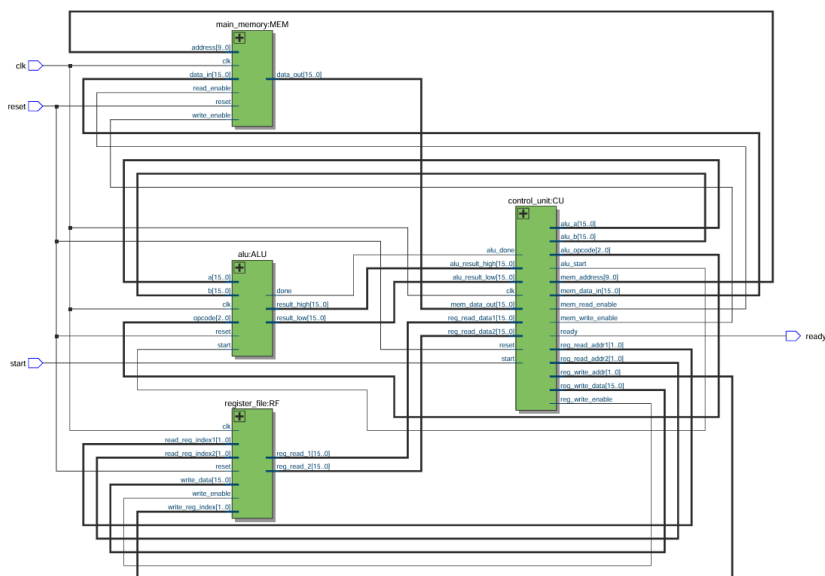 main_memory:MEM
address[9..0]
clk
data_in[15..0]
read_enable
reset
write_enable
data_out[15..0]
clk
reset
control_unit:CU
alu_done
alu_result_high[15..0]
alu_result_low[15..0]
clk
mem_data_out[15..0]
reg_read_data1[15..0]
reg_read_data2[15..0]
reset
start
alu_a[15..0]
alu_b[15..0]
alu_opcode[2..0]
alu_start
mem_address[9..0]
mem_data_in[15..0]
mem_read_enable
mem_write_enable
ready
reg_read_addr1[1..0]
reg_read_addr2[1..0]
reg_write_addr[1..0]
reg_write_data[15..0]
reg_write_enable
ready
alu:ALU
a[15..0]
b[15..0]
clk
opcode[2..0]
reset
start
done
result_high[15..0]
result_low[15..0]
start
register_file:RF
clk
read_reg_index1[1..0]
read_reg_index2[1..0]
reset
write_data[15..0]
write_enable
write_reg_index[1..0]
reg_read_1[15..0]
reg_read_2[15..0]